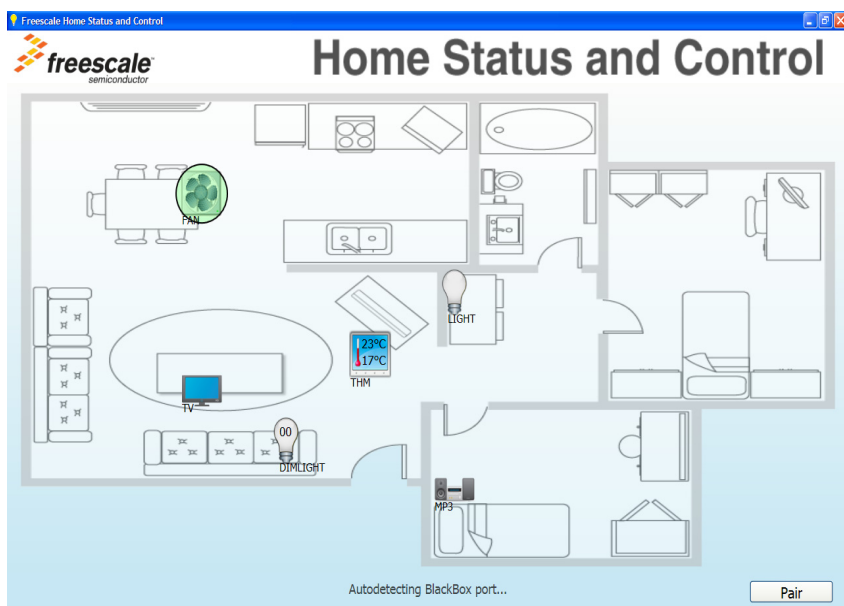 Freescale Home Status and Control
freescale
semiconductor
Home Status and Control
FAN
LIGHT
23°C
17°C
THM
TV
00
DIMLIGHT
MP3
Autodetecting BlackBox port...
Pair